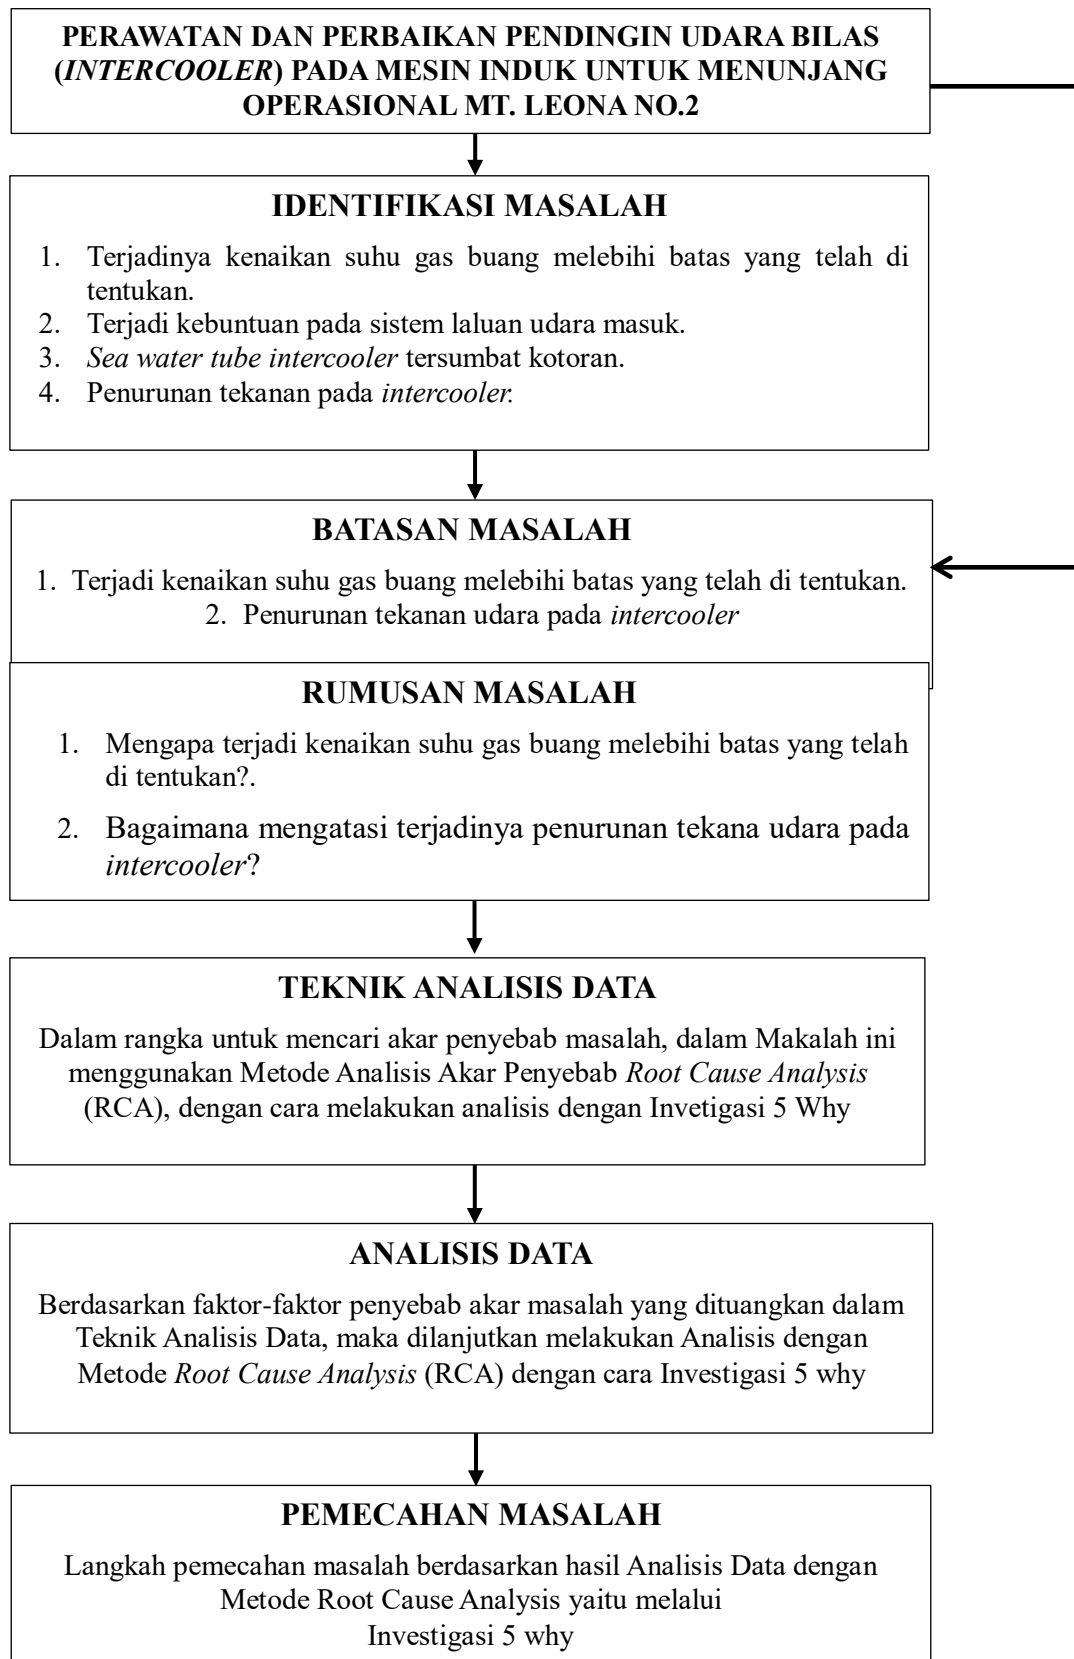 PERAWATAN DAN PERBAIKAN PENDINGIN UDARA BILAS
(INTERCOOLER) PADA MESIN INDUK UNTUK MENUNJANG
OPERASIONAL MT. LEONA NO.2
IDENTIFIKASI MASALAH
1. Terjadinya kenaikan suhu gas buang melebihi batas yang telah di
tentukan.
2. Terjadi kebuntuan pada sistem laluan udara masuk.
3. Sea water tube intercooler tersumbat kotoran.
4. Penurunan tekanan pada intercooler.
BATASAN MASALAH
1. Terjadi kenaikan suhu gas buang melebihi batas yang telah di tentukan.
2. Penurunan tekanan udara pada intercooler
RUMUSAN MASALAH
1. Mengapa terjadi kenaikan suhu gas buang melebihi batas yang telah
di tentukan?.
2. Bagaimana mengatasi terjadinya penurunan tekana udara pada
intercooler?
TEKNIK ANALISIS DATA
Dalam rangka untuk mencari akar penyebab masalah, dalam Makalah ini
menggunakan Metode Analisis Akar Penyebab Root Cause Analysis
(RCA), dengan cara melakukan analisis dengan Invetigasi 5 Why
ANALISIS DATA
Berdasarkan faktor-faktor penyebab akar masalah yang dituangkan dalam
Teknik Analisis Data, maka dilanjutkan melakukan Analisis dengan
Metode Root Cause Analysis (RCA) dengan cara Investigasi 5 why
PEMECAHAN MASALAH
Langkah pemecahan masalah berdasarkan hasil Analisis Data dengan
Metode Root Cause Analysis yaitu melalui
Investigasi 5 why